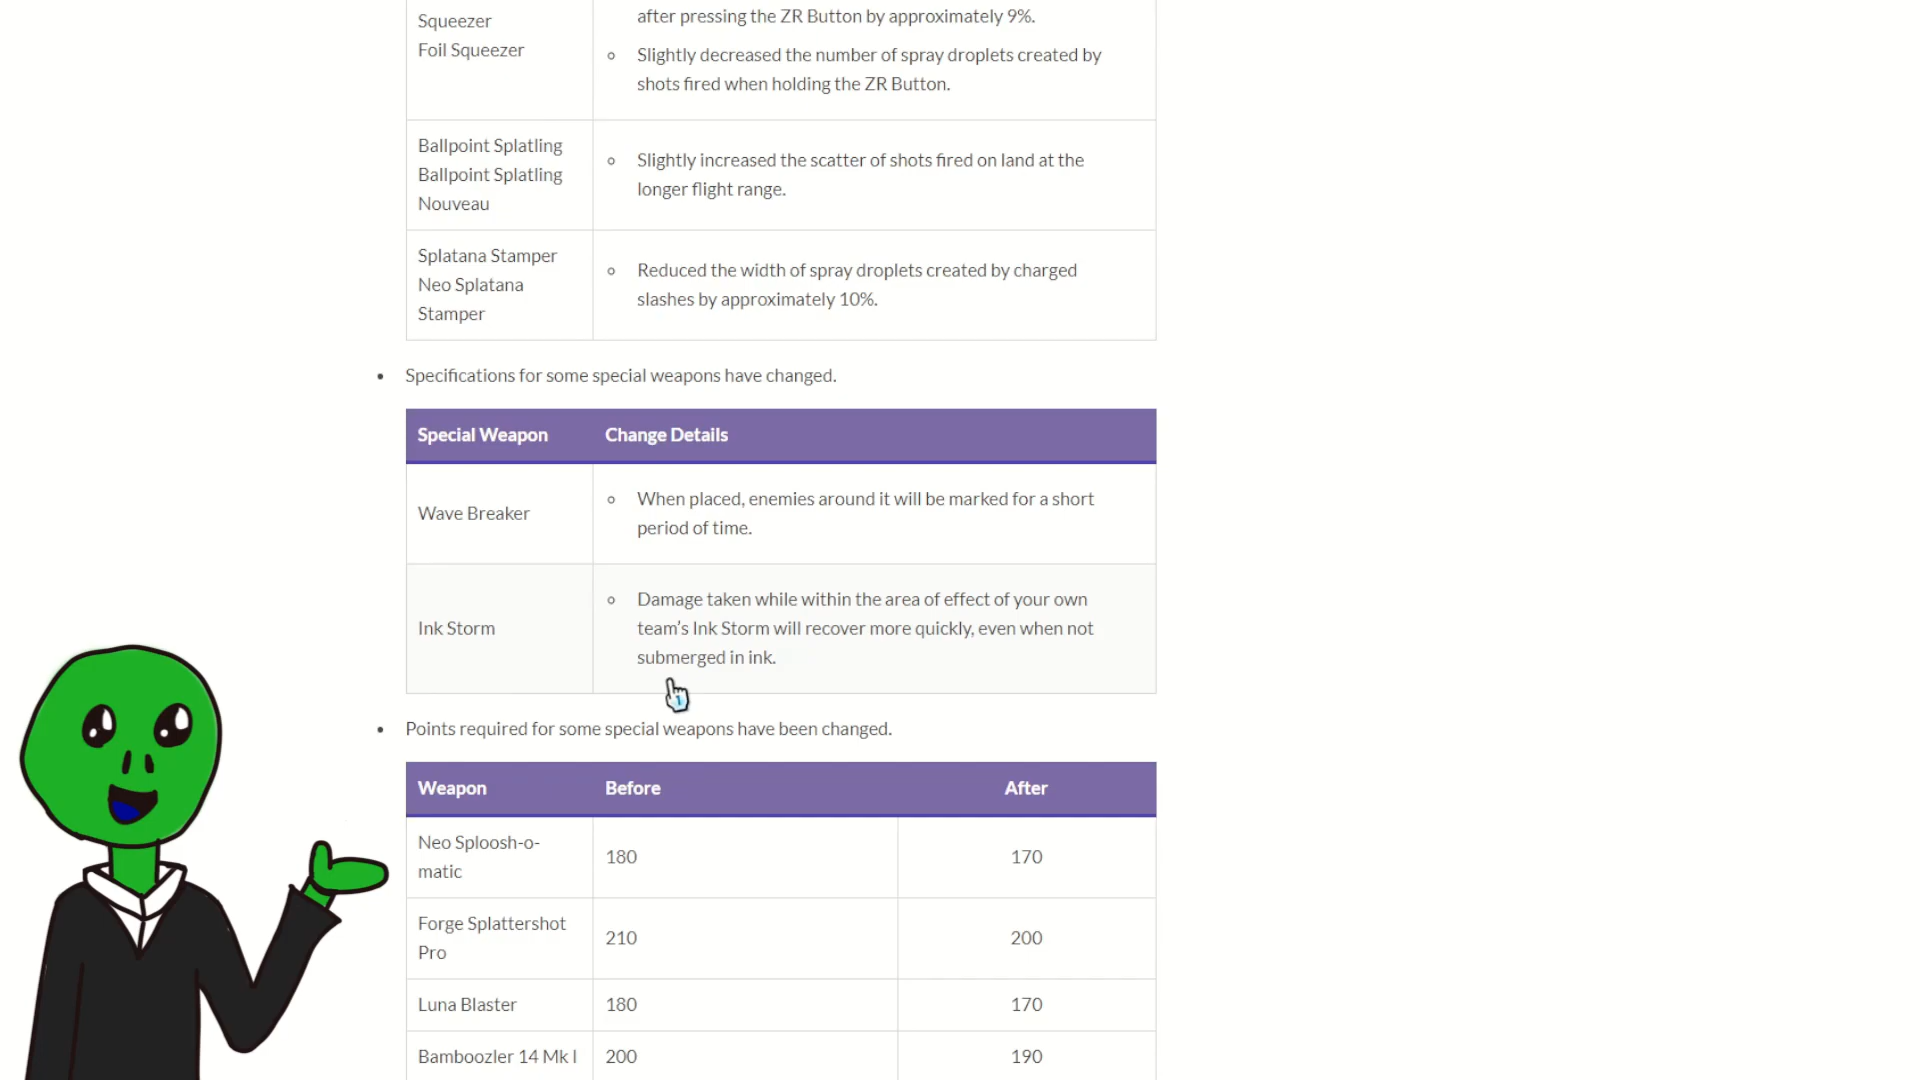 after pressing the ZR Button by approximately 9%.
Squeezer
Foil Squeezer
Slightly decreased the number of spray droplets created by
shots fired when holding the ZR Button.
Ballpoint Splatling
Ballpoint Splatling
Nouveau
Slightly increased the scatter of shots fired on land at the
longer flight range.
Splatana Stamper
Neo Splatana
Stamper
Reduced the width of spray droplets created by charged
slashes by approximately 10%.
Specifications for some special weapons have changed.
Special Weapon Change Details
Wave Breaker
When placed, enemies around it will be marked for a short
period of time.
Ink Storm
Damage taken while within the area of effect of your own
team's Ink Storm will recover more quickly, even when not
submerged in ink.
Points required for some special weapons have been changed.
Weapon Before After
Neo Sploosh-o-
matic
180 170
Forge Splattershot
Pro
210 200
Luna Blaster 180 170
Bamboozler 14 Mk I 200 190